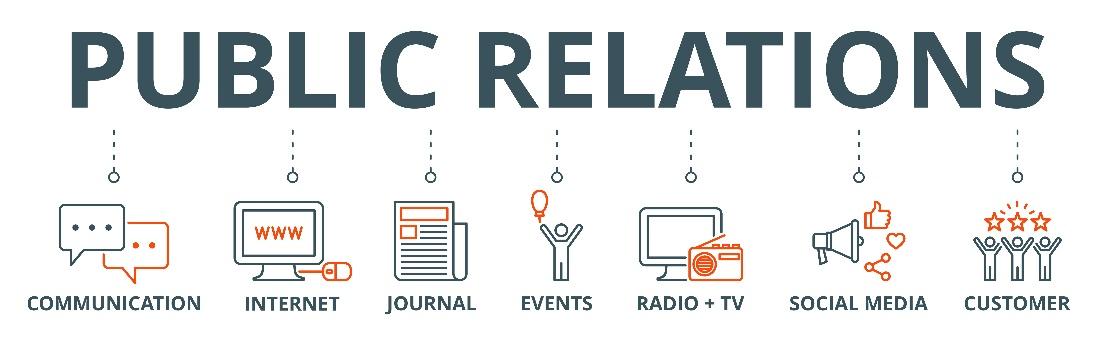 PUBLIC RELATIONS
WWW
COMMUNICATION
INTERNET
JOURNAL
EVENTS
RADIO + TV
SOCIAL MEDIA
CUSTOMER